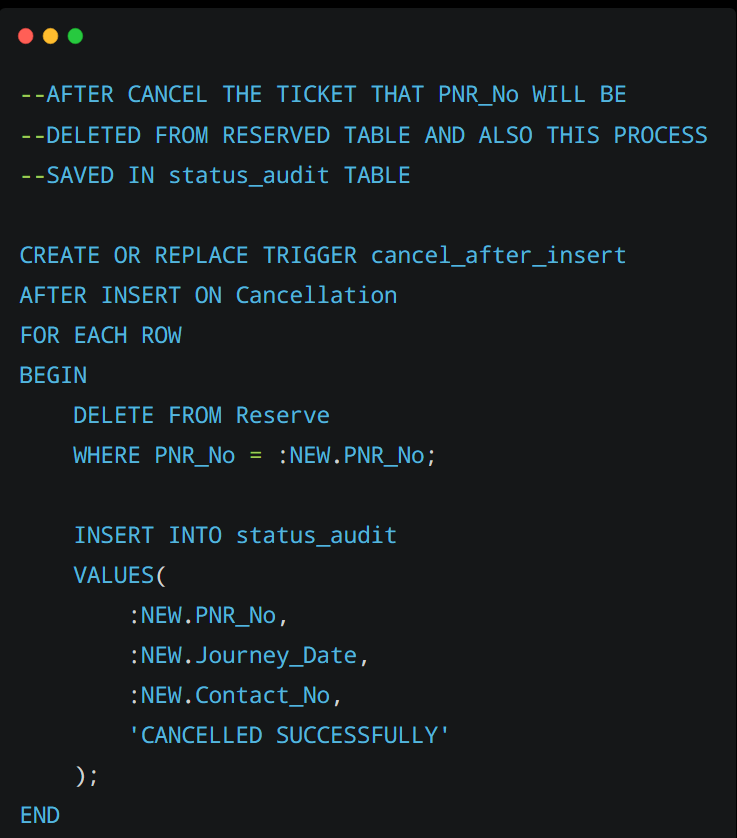 --AFTER CANCEL THE TICKET THAT PNR_No WILL BE
--DELETED FROM RESERVED TABLE AND ALSO THIS PROCESS
--SAVED IN status_audit TABLE
CREATE OR REPLACE TRIGGER cancel_after_insert
AFTER INSERT ON Cancellation
FOR EACH ROW
BEGIN
    DELETE FROM Reserve
    WHERE PNR_No = :NEW.PNR_No;
    INSERT INTO status_audit
    VALUES(
        :NEW.PNR_No,
        :NEW.Journey_Date,
        :NEW.Contact_No,
        'CANCELLED SUCCESSFULLY'
    );
END